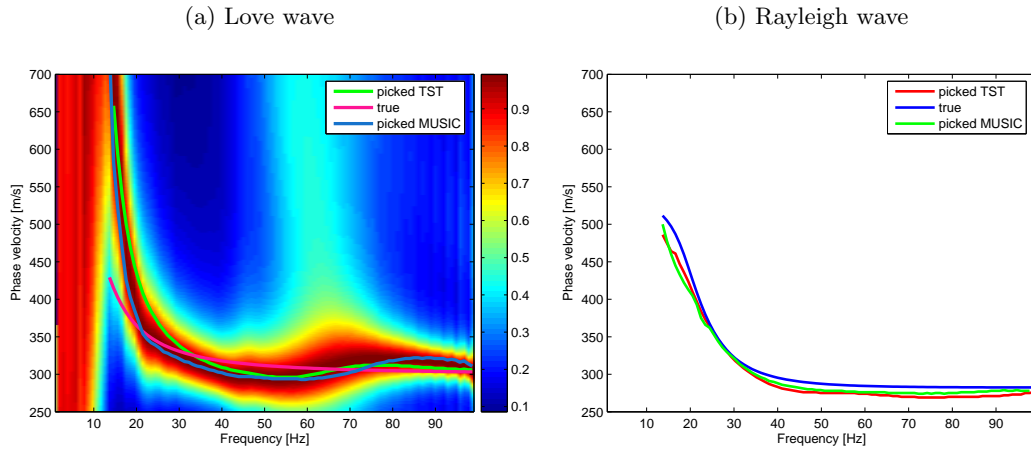 (a) Love wave
700
650
600
550
500
450
400
350
300
250
Phase velocity [m/s]
10 20 30 40 50 60 70 80 90
Frequency [Hz]
picked TST
true
picked MUSIC
0.9
0.8
0.7
0.6
0.5
0.4
0.3
0.2
0.1
(b) Rayleigh wave
700
650
600
550
500
450
400
350
300
250
Phase velocity [m/s]
10 20 30 40 50 60 70 80 90
Frequency [Hz]
picked TST
true
picked MUSIC